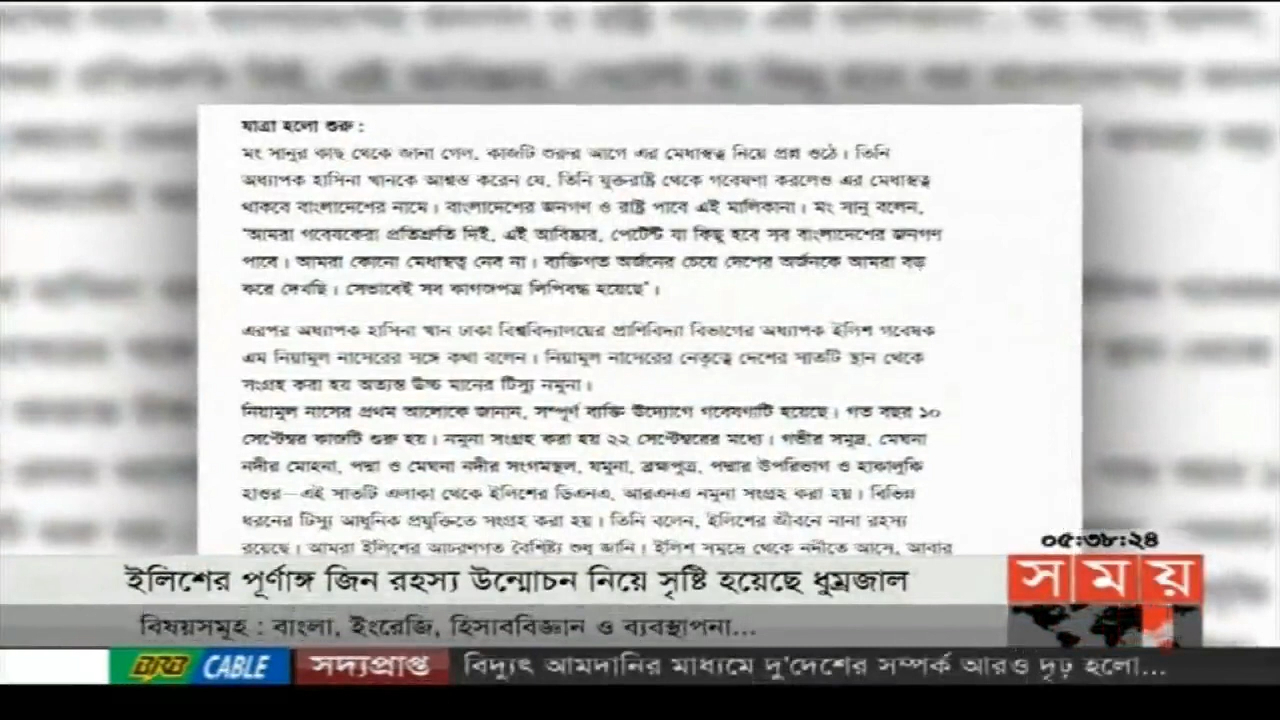 যাত্রা হলো শুরু :
মং সানুর কাছ থেকে জানা গেল, কাজটি শুরুর আগে এর মেধাস্বত্ব নিয়ে প্রশ্ন ওঠে। তিনি
অধ্যাপক হাসিনা খানকে আশ্বস্ত করেন যে, তিনি যুক্তরাষ্ট্র থেকে গবেষণা করলেও এর মেধাস্বত্ব
থাকবে বাংলাদেশের নামে। বাংলাদেশের জনগণ ও রাষ্ট্র পাবে এই মালিকানা। মং সানু বলেন,
'আমরা গবেষকেরা প্রতিশ্রুতি দিই, এই আবিষ্কার, পেটেন্ট যা কিছু হবে সব বাংলাদেশের জনগণ
পাবে। আমরা কোনো মেধাস্বত্ব নেব না। ব্যক্তিগত অর্জনের চেয়ে দেশের অর্জনকে আমরা বড়
করে দেখছি। সেভাবেই সব কাগজপত্র লিপিবদ্ধ হয়েছে'।
এরপর অধ্যাপক হাসিনা খান ঢাকা বিশ্ববিদ্যালয়ের প্রাণিবিদ্যা বিভাগের অধ্যাপক ইলিশ গবেষক
এম নিয়ামুল নাসেরের সঙ্গে কথা বলেন। নিয়ামুল নাসেরের নেতৃত্বে দেশের সাতটি স্থান থেকে
সংগ্রহ করা হয় অত্যন্ত উচ্চ মানের টিস্যু নমুনা।
নিয়ামুল নাসের প্রথম আলোকে জানান, সম্পূর্ণ ব্যক্তি উদ্যোগে গবেষণাটি হয়েছে। গত বছর ১০
সেপ্টেম্বর কাজটি শুরু হয়। নমুনা সংগ্রহ করা হয় ২২ সেপ্টেম্বরের মধ্যে। গভীর সমুদ্র, মেঘনা
নদীর মোহনা, পদ্মা ও মেঘনা নদীর সংগমস্থল, যমুনা, ব্রহ্মপুত্র, পদ্মার উপরিভাগ ও হাকালুকি
হাওর—এই সাতটি এলাকা থেকে ইলিশের ডিএনএ, আরএনএ নমুনা সংগ্রহ করা হয়। বিভিন্ন
ধরনের টিস্যু আধুনিক প্রযুক্তিতে সংগ্রহ করা হয়। তিনি বলেন, ইলিশের জীবনে নানা রহস্য
রয়েছে। আমরা ইলিশের আচরণগত বৈশিষ্ট্য শুধু জানি। ইলিশ সমুদ্রে থেকে নদীতে আসে, আবার
০৫:৩৮:২৪
সময়
ইলিশের পূর্ণাঙ্গ জিন রহস্য উন্মোচন নিয়ে সৃষ্টি হয়েছে ধুম্রজাল
বিষয়সমূহ : বাংলা, ইংরেজি, হিসাববিজ্ঞান ও ব্যবস্থাপনা...
BRB CABLE সদ্যপ্রাপ্ত বিদ্যুৎ আমদানির মাধ্যমে দু'দেশের সম্পর্ক আরও দৃঢ় হলো...